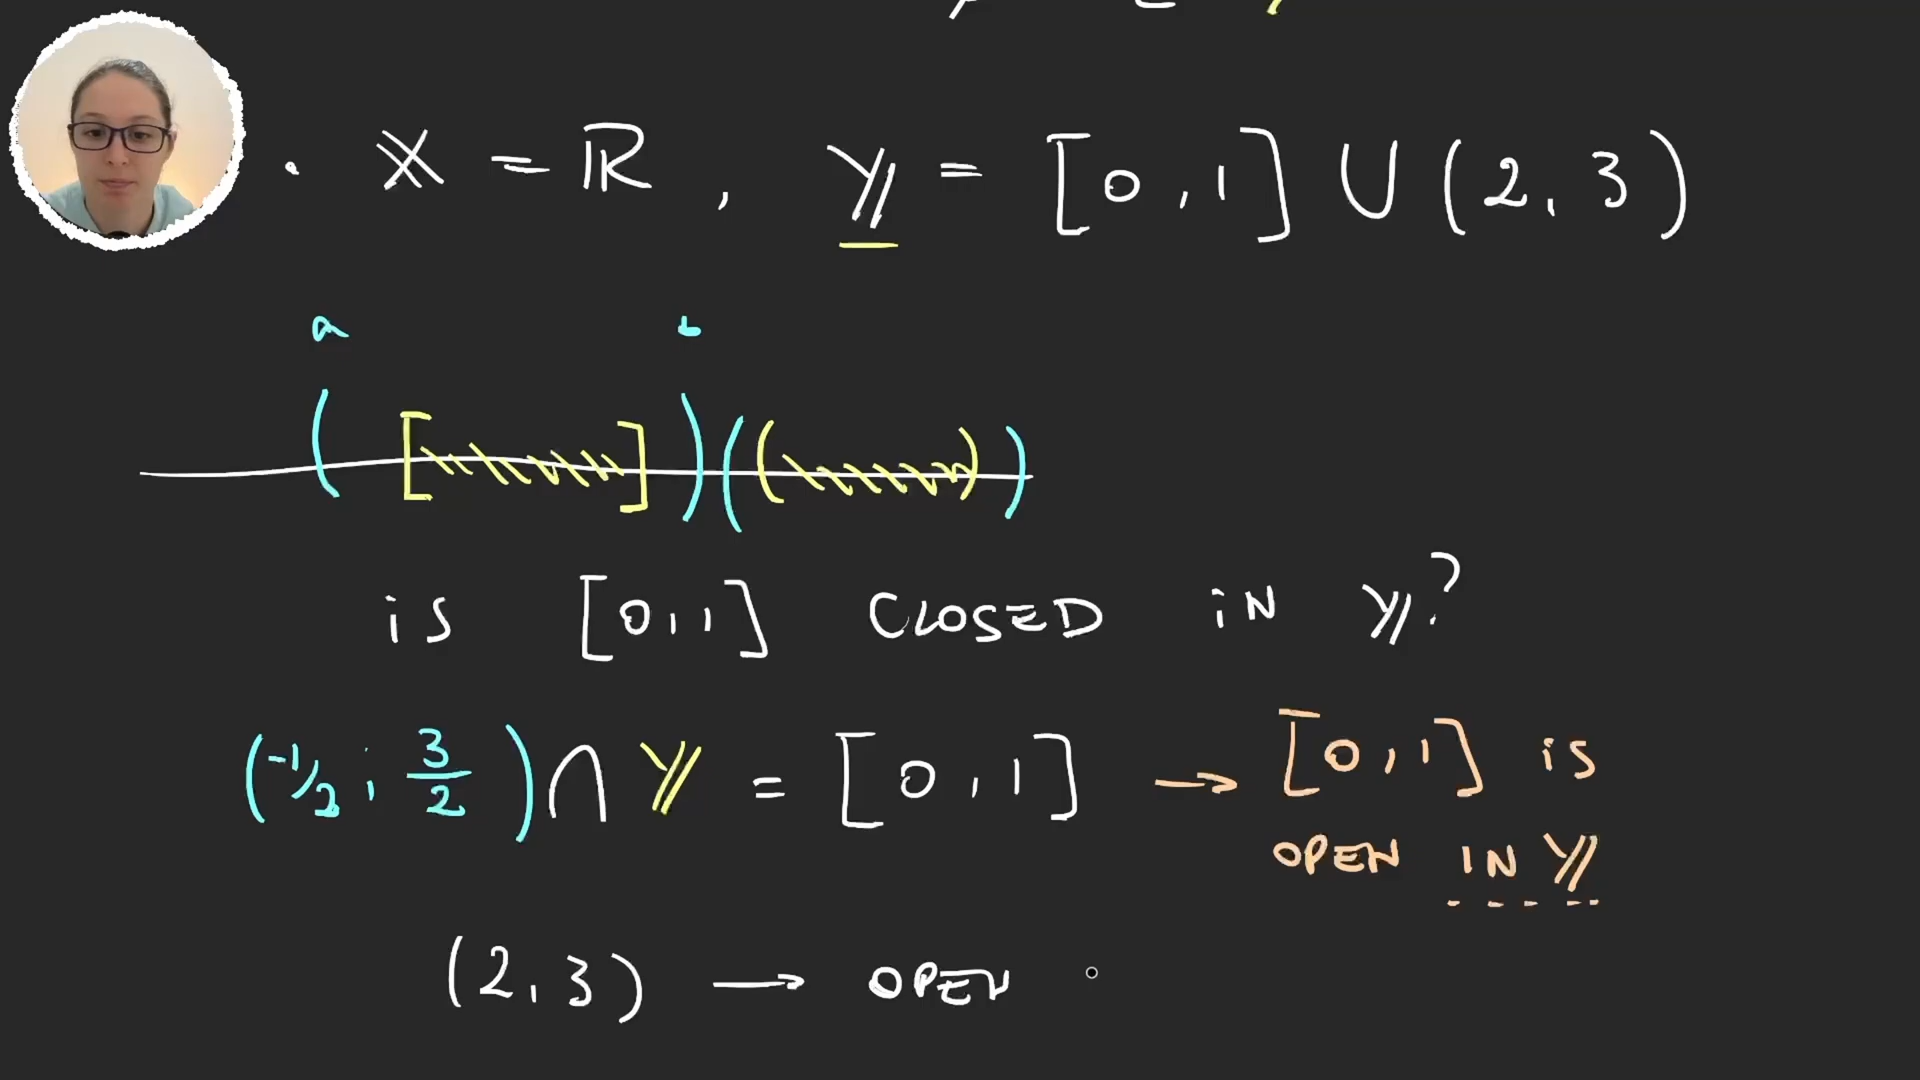 · X = ℝ , Y = [0,1] ∪ (2,3)
a b
is [0,1] CLOSED iN Y?
(-1/2 ; 3/2) ∩ Y = [0,1] → [0,1] is
OPEN IN Y
(2,3) → OPEN